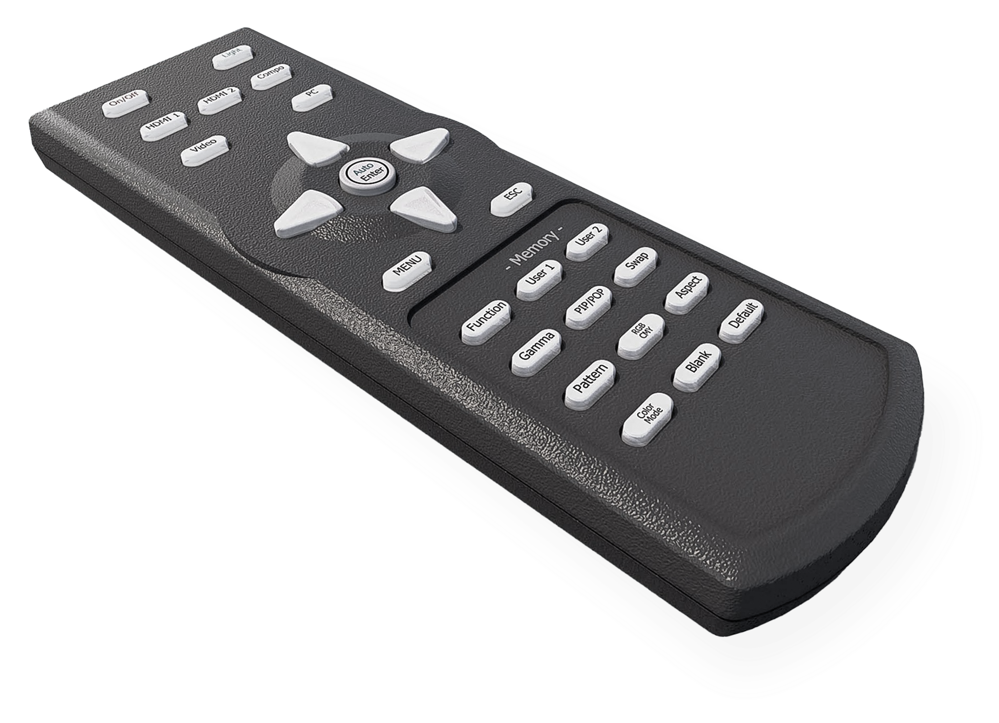 Light
On/Off
Compo
HDMI 2
HDMI 1
PC
Video
Auto
Enter
ESC
MENU
- Memory -
User 2
User 1
Function
Swap
PIP/POP
Gamma
Aspect
RGB
CMY
Pattern
Default
Blank
Color
Mode